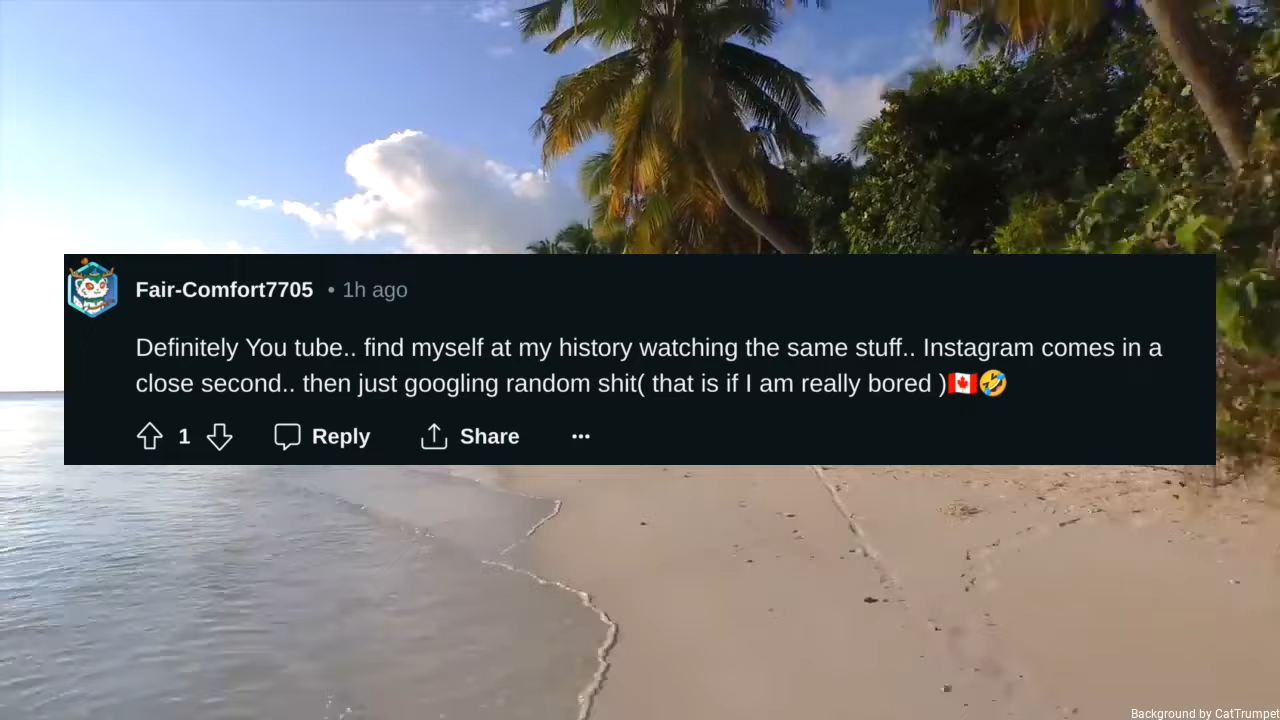 Fair-Comfort7705 • 1h ago
Definitely You tube.. find myself at my history watching the same stuff.. Instagram comes in a
close second.. then just googling random shit( that is if I am really bored )🇨🇦🤣
1 Reply Share
Background by CatTrumpet